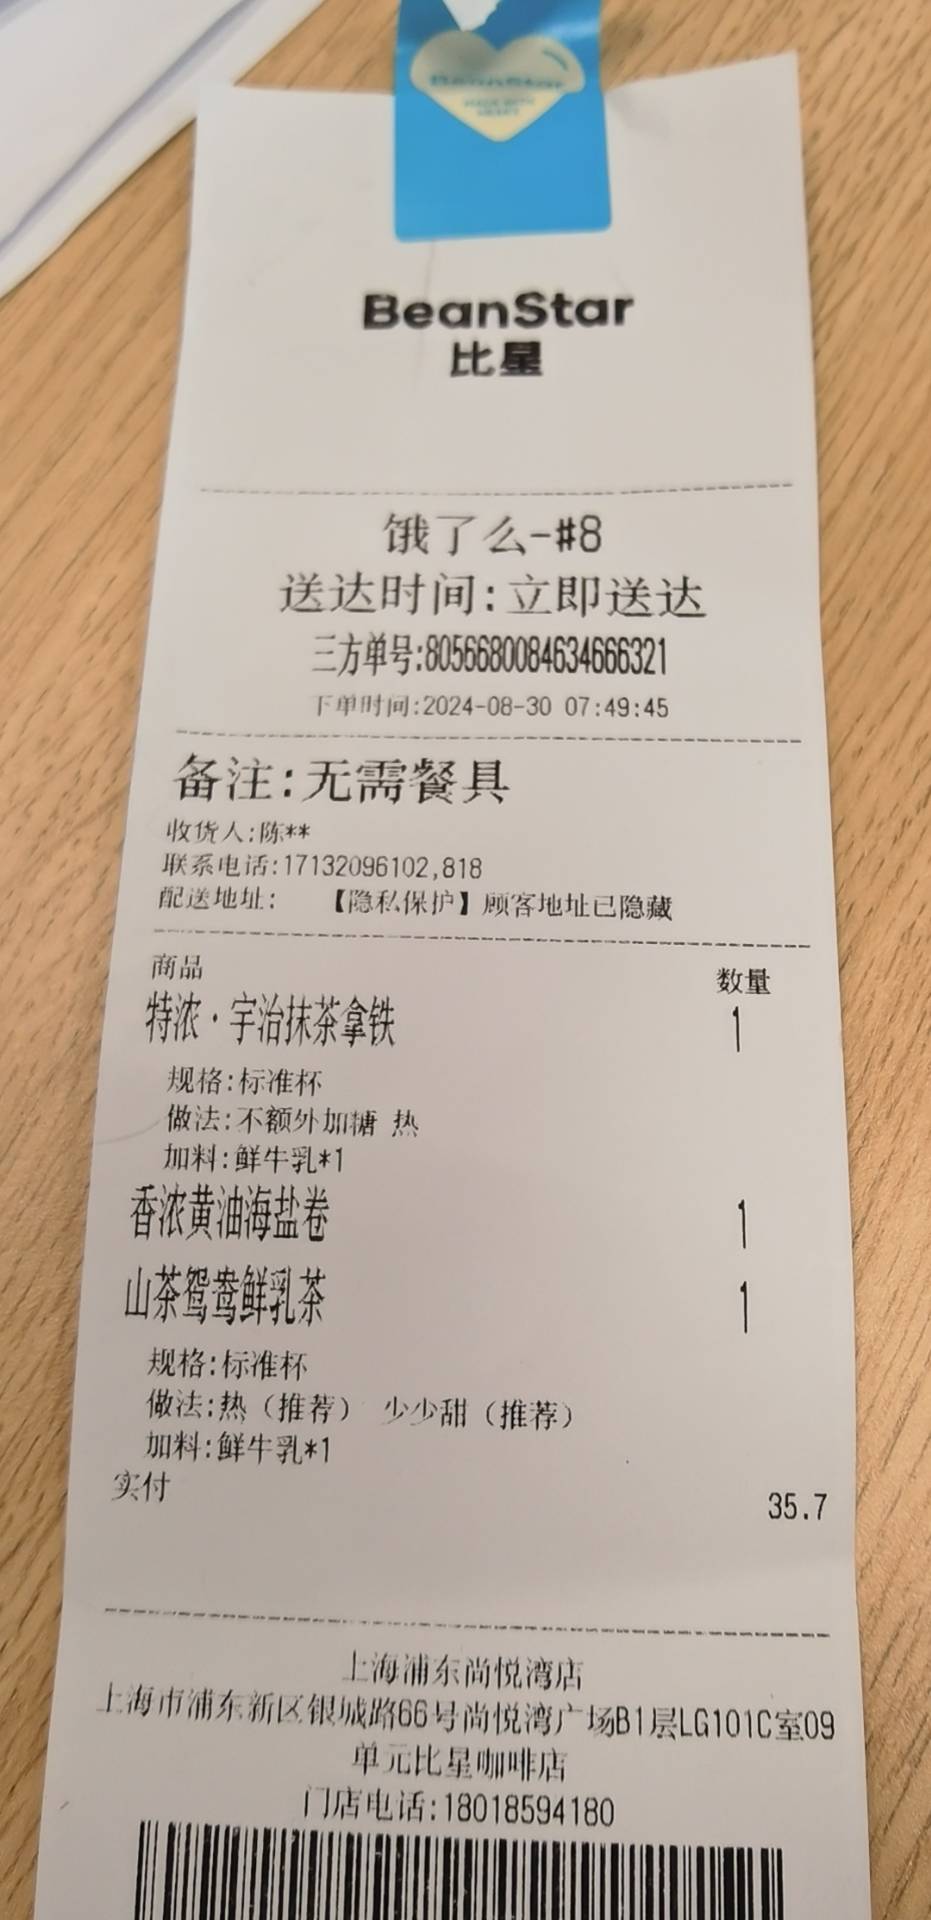 BeanStar
BeanStar
比星
饿了么-#8
送达时间:立即送达
三方单号:8056680084634666321
下单时间:2024-08-30 07:49:45
备注:无需餐具
收货人:陈**
联系电话:17132096102,818
配送地址: 【隐私保护】顾客地址已隐藏
商品 数量
特浓·宇治抹茶拿铁 1
规格:标准杯
做法:不额外加糖 热
加料:鲜牛乳*1
香浓黄油海盐卷 1
山茶鸳鸯鲜乳茶 1
规格:标准杯
做法:热（推荐） 少少甜（推荐）
加料:鲜牛乳*1
实付 35.7
上海浦东尚悦湾店
上海市浦东新区银城路66号尚悦湾广场B1层LG101C室09
单元比星咖啡店
门店电话:18018594180